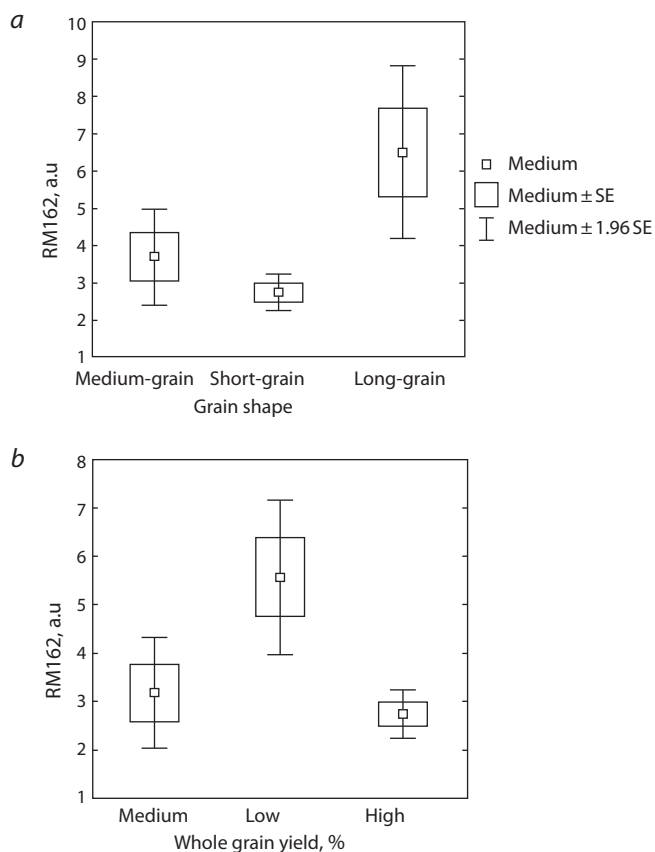 a
10
9
8
7
6
5
4
3
2
1
RM162, a.u
Medium-grain Short-grain Long-grain
Grain shape
Medium
Medium ± SE
Medium ± 1.96 SE
b
8
7
6
5
4
3
2
1
RM162, a.u
Medium Low High
Whole grain yield, %